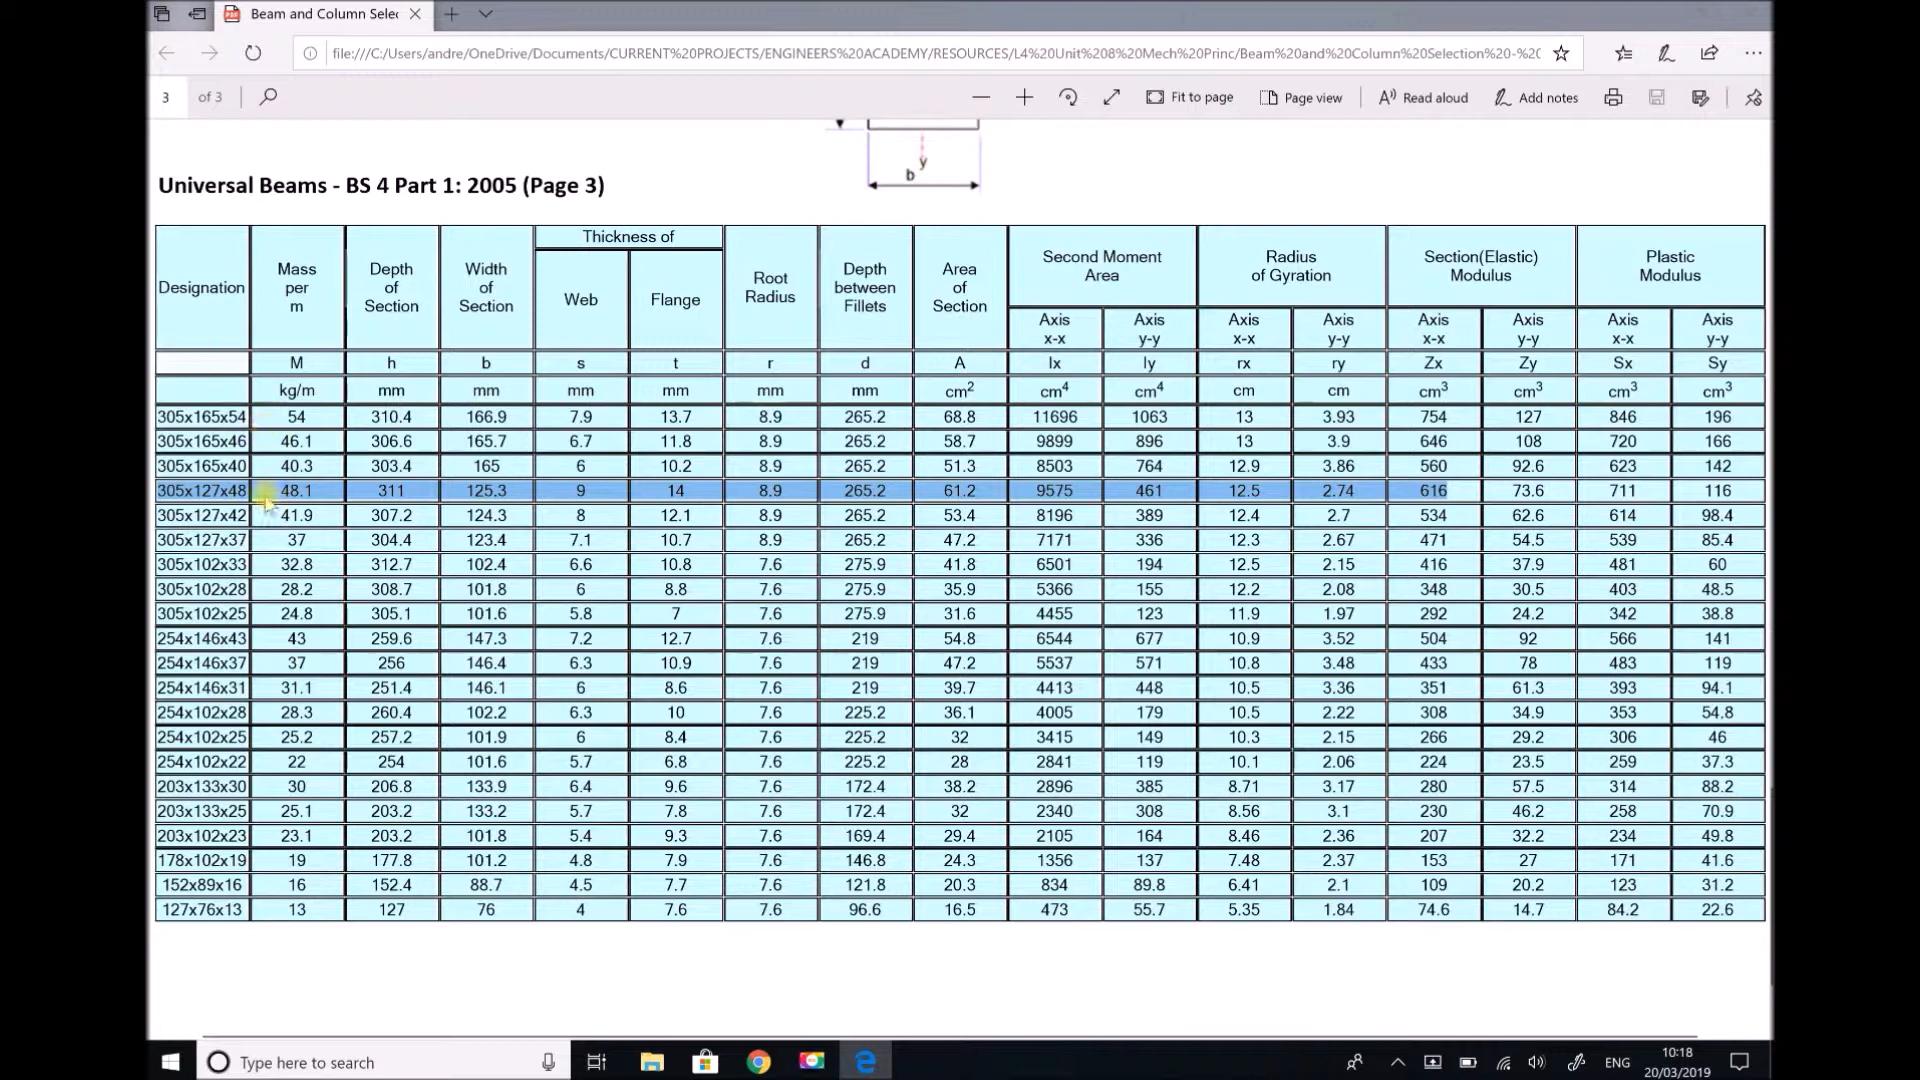 Beam and Column Selec
file:///C:/Users/andre/OneDrive/Documents/CURRENT%20PROJECTS/ENGINEERS%20ACADEMY/RESOURCES/L4%20Unit%208%20Mech%20Princ/Beam%20and%20Column%20Selection%20-%20(
3 of 3 Fit to page Page view Read aloud Add notes
y
b
Universal Beams - BS 4 Part 1: 2005 (Page 3)
Designation Mass per m Depth of Section Width of Section Thickness of Web Flange Root Radius Depth between Fillets Area of Section Second Moment Area Radius of Gyration Section(Elastic) Modulus Plastic Modulus
Axis x-x Axis y-y Axis x-x Axis y-y Axis x-x Axis y-y Axis x-x Axis y-y
M h b s t r d A Ix Iy rx ry Zx Zy Sx Sy
kg/m mm mm mm mm mm mm cm2 cm4 cm4 cm cm cm3 cm3 cm3 cm3
305x165x54 54 310.4 166.9 7.9 13.7 8.9 265.2 68.8 11696 1063 13 3.93 754 127 846 196
305x165x46 46.1 306.6 165.7 6.7 11.8 8.9 265.2 58.7 9899 896 13 3.9 646 108 720 166
305x165x40 40.3 303.4 165 6 10.2 8.9 265.2 51.3 8503 764 12.9 3.86 560 92.6 623 142
305x127x48 48.1 311 125.3 9 14 8.9 265.2 61.2 9575 461 12.5 2.74 616 73.6 711 116
305x127x42 41.9 307.2 124.3 8 12.1 8.9 265.2 53.4 8196 389 12.4 2.7 534 62.6 614 98.4
305x127x37 37 304.4 123.4 7.1 10.7 8.9 265.2 47.2 7171 336 12.3 2.67 471 54.5 539 85.4
305x102x33 32.8 312.7 102.4 6.6 10.8 7.6 275.9 41.8 6501 194 12.5 2.15 416 37.9 481 60
305x102x28 28.2 308.7 101.8 6 8.8 7.6 275.9 35.9 5366 155 12.2 2.08 348 30.5 403 48.5
305x102x25 24.8 305.1 101.6 5.8 7 7.6 275.9 31.6 4455 123 11.9 1.97 292 24.2 342 38.8
254x146x43 43 259.6 147.3 7.2 12.7 7.6 219 54.8 6544 677 10.9 3.52 504 92 566 141
254x146x37 37 256 146.4 6.3 10.9 7.6 219 47.2 5537 571 10.8 3.48 433 78 483 119
254x146x31 31.1 251.4 146.1 6 8.6 7.6 219 39.7 4413 448 10.5 3.36 351 61.3 393 94.1
254x102x28 28.3 260.4 102.2 6.3 10 7.6 225.2 36.1 4005 179 10.5 2.22 308 34.9 353 54.8
254x102x25 25.2 257.2 101.9 6 8.4 7.6 225.2 32 3415 149 10.3 2.15 266 29.2 306 46
254x102x22 22 254 101.6 5.7 6.8 7.6 225.2 28 2841 119 10.1 2.06 224 23.5 259 37.3
203x133x30 30 206.8 133.9 6.4 9.6 7.6 172.4 38.2 2896 385 8.71 3.17 280 57.5 314 88.2
203x133x25 25.1 203.2 133.2 5.7 7.8 7.6 172.4 32 2340 308 8.56 3.1 230 46.2 258 70.9
203x102x23 23.1 203.2 101.8 5.4 9.3 7.6 169.4 29.4 2105 164 8.46 2.36 207 32.2 234 49.8
178x102x19 19 177.8 101.2 4.8 7.9 7.6 146.8 24.3 1356 137 7.48 2.37 153 27 171 41.6
152x89x16 16 152.4 88.7 4.5 7.7 7.6 121.8 20.3 834 89.8 6.41 2.1 109 20.2 123 31.2
127x76x13 13 127 76 4 7.6 7.6 96.6 16.5 473 55.7 5.35 1.84 74.6 14.7 84.2 22.6
Type here to search ENG 10:18
20/03/2019